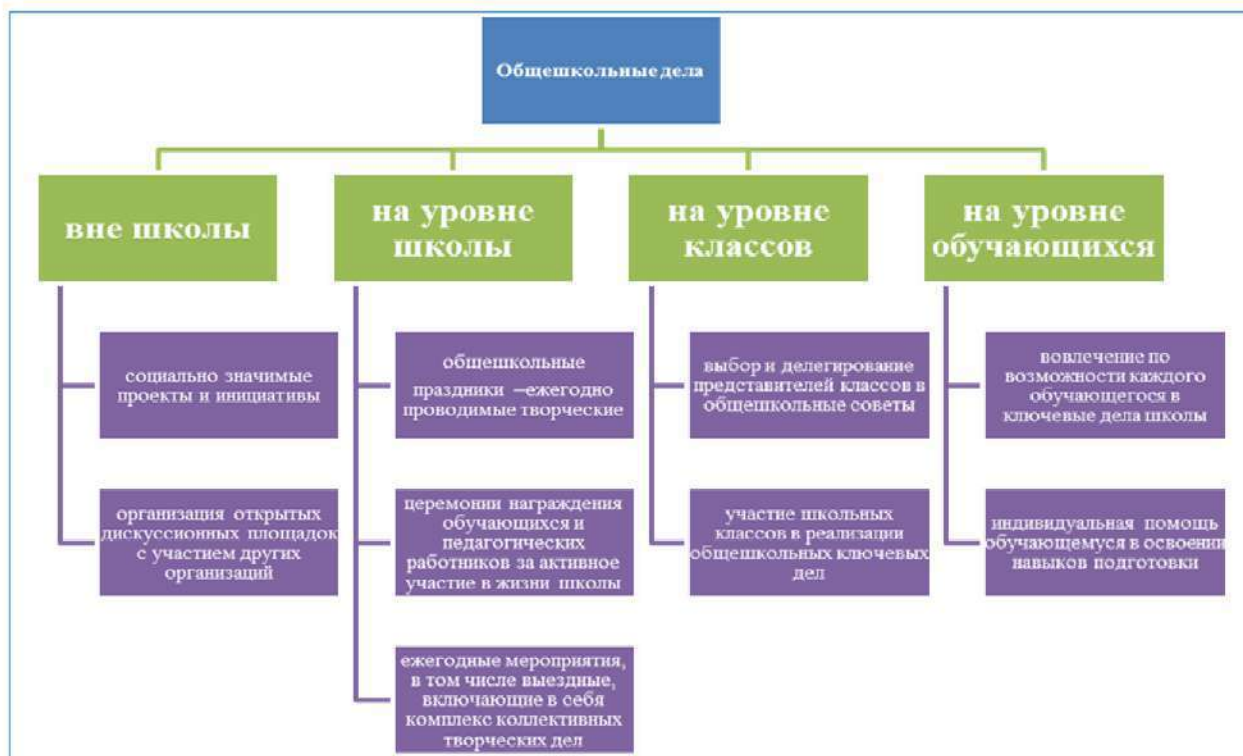 Общешкольные дела
вне школы
социально значимые
проекты и инициативы
организация открытых
дискуссионных площадок
с участием других
организаций
на уровне
школы
общешкольные
праздники —ежегодно
проводимые творческие
церемонии награждения
обучающихся и
педагогических
работников за активное
участие в жизни школы
ежегодные мероприятия,
в том числе выездные,
включающие в себя
комплекс коллективных
творческих дел
на уровне
классов
выбор и делегирование
представителей классов в
общешкольные советы
участие школьных
классов в реализации
общешкольных ключевых
дел
на уровне
обучающихся
вовлечение по
возможности каждого
обучающегося в
ключевые дела школы
индивидуальная помощь
обучающемуся в освоении
навыков подготовки